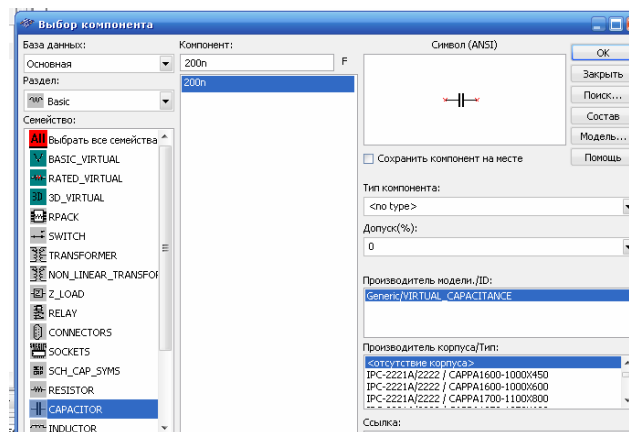 Выбор компонента
База данных:
Основная
Раздел:
Basic
Семейство:
All Выбрать все семейства
BASIC_VIRTUAL
RATED_VIRTUAL
3D 3D_VIRTUAL
RPACK
SWITCH
TRANSFORMER
NON_LINEAR_TRANSFOR
Z_LOAD
RELAY
CONNECTORS
SOCKETS
SCH_CAP_SYMS
RESISTOR
CAPACITOR
INDUCTOR
Компонент:
200n
F
200n
Символ (ANSI)
Сохранить компонент на месте
Тип компонента:
<no type>
Допуск(%):
0
Производитель модели./ID:
Generic/VIRTUAL_CAPACITANCE
Производитель корпуса/Тип:
<отсутствие корпуса>
IPC-2221A/2222 / CAPPA1600-1000X450
IPC-2221A/2222 / CAPPA1600-1000X600
IPC-2221A/2222 / CAPPA1700-1100X800
Ссылка:
OK
Закрыть
Поиск...
Состав
Модель...
Помощь